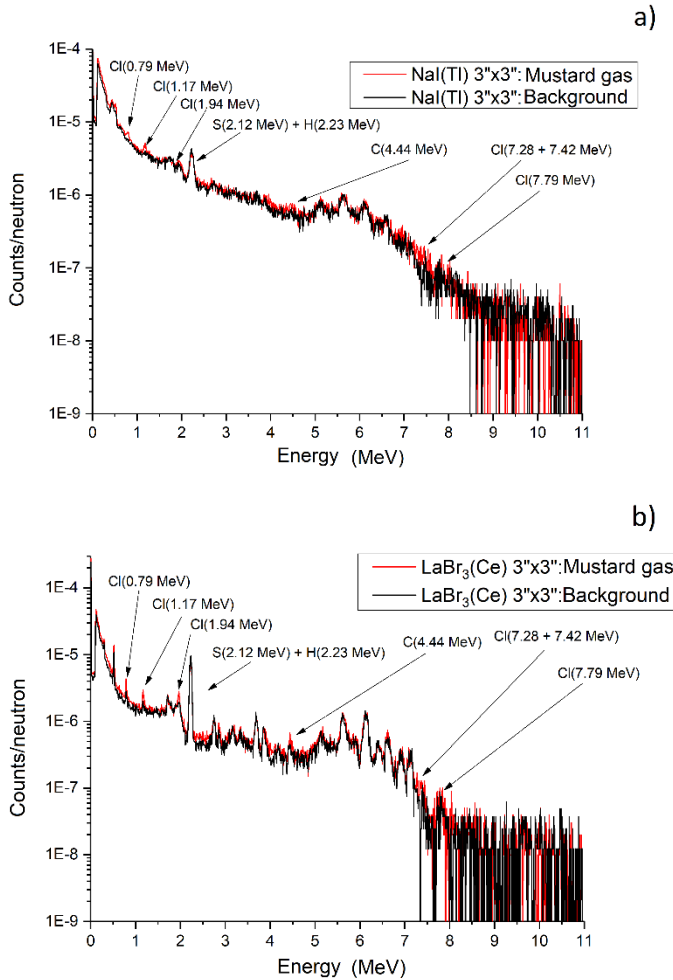 a)
1E-4
1E-5
1E-6
1E-7
1E-8
1E-9
Counts/neutron
Cl(0.79 MeV)
Cl(1.17 MeV)
Cl(1.94 MeV)
S(2.12 MeV) + H(2.23 MeV)
C(4.44 MeV)
Cl(7.28 + 7.42 MeV)
Cl(7.79 MeV)
NaI(Tl) 3"x3": Mustard gas
NaI(Tl) 3"x3": Background
0 1 2 3 4 5 6 7 8 9 10 11
Energy (MeV)
b)
1E-4
1E-5
1E-6
1E-7
1E-8
1E-9
Counts/neutron
Cl(0.79 MeV)
Cl(1.17 MeV)
Cl(1.94 MeV)
S(2.12 MeV) + H(2.23 MeV)
C(4.44 MeV)
Cl(7.28 + 7.42 MeV)
Cl(7.79 MeV)
LaBr₃(Ce) 3"x3":Mustard gas
LaBr₃(Ce) 3"x3":Background
0 1 2 3 4 5 6 7 8 9 10 11
Energy (MeV)